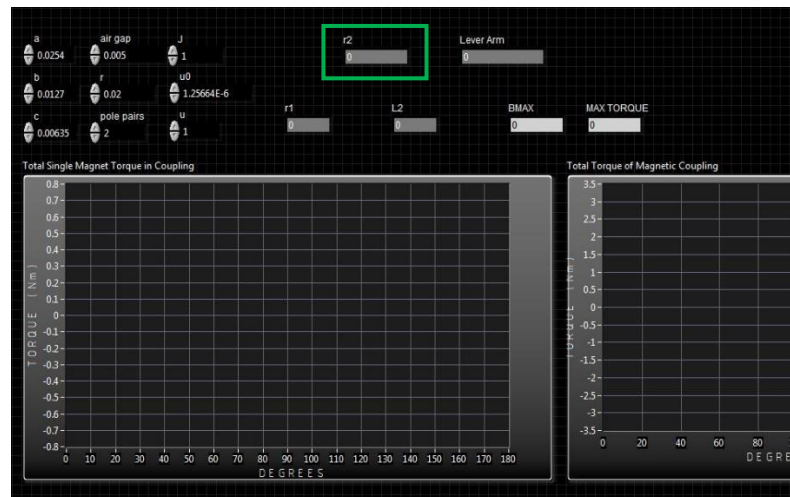 a air gap J r2 Lever Arm
0.0254 0.005 1 0 0
b r u0
0.0127 0.02 1.25664E-6
c pole pairs u r1 L2 BMAX MAX TORQUE
0.00635 2 1 0 0 0 0
Total Single Magnet Torque in Coupling
TORQUE (Nm)
0.8
0.7
0.6
0.5
0.4
0.3
0.2
0.1
0
-0.1
-0.2
-0.3
-0.4
-0.5
-0.6
-0.7
-0.8
0 10 20 30 40 50 60 70 80 90 100 110 120 130 140 150 160 170 180
DEGREES
Total Torque of Magnetic Coupling
TORQUE (Nm)
3.5
3
2.5
2
1.5
1
0.5
0
-0.5
-1
-1.5
-2
-2.5
-3
-3.5
0 20 40 60 80
DEGRE